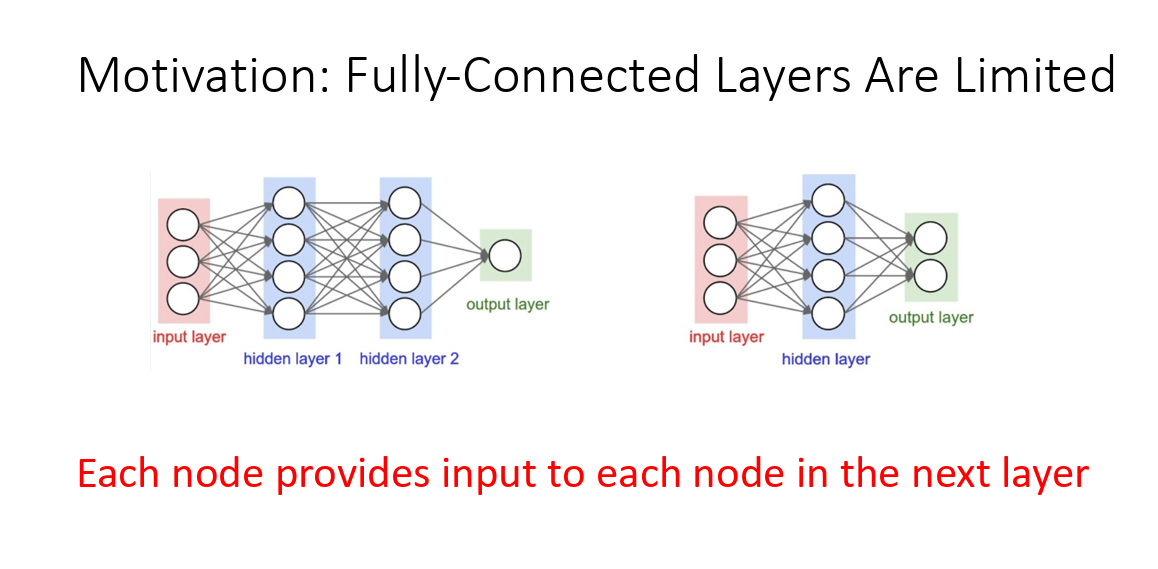 Motivation: Fully-Connected Layers Are Limited
input layer
hidden layer 1
hidden layer 2
output layer
input layer
hidden layer
output layer
Each node provides input to each node in the next layer